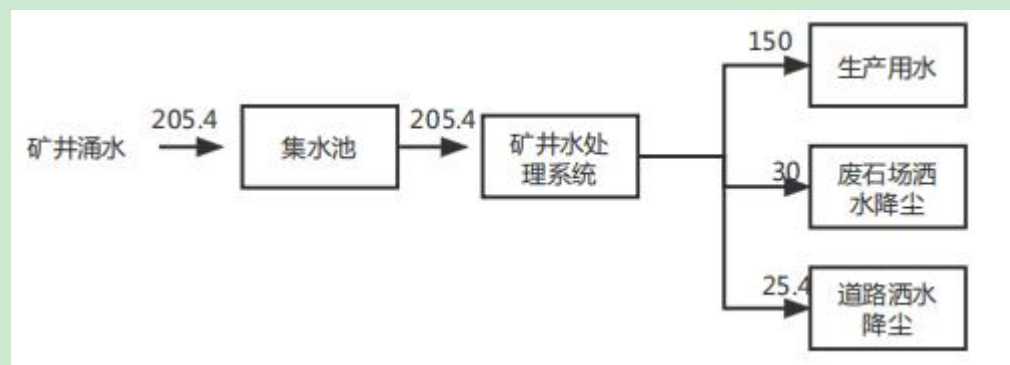 矿井涌水
205.4
集水池
205.4
矿井水处
理系统
150
生产用水
30
废石场洒
水降尘
25.4
道路洒水
降尘